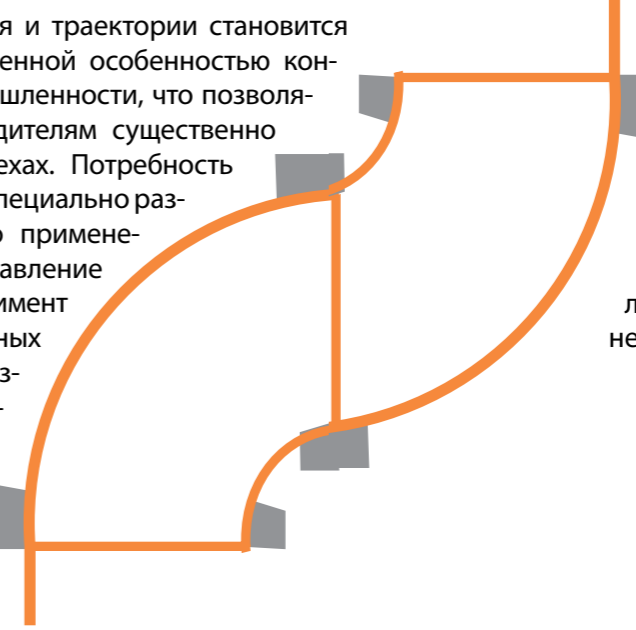 я и траектории становится
енной особенностью кон-
шленности, что позволя-
дителям существенно
ехах. Потребность
пециально раз-
о примене-
авление
имент
ных
з-
-
л
не